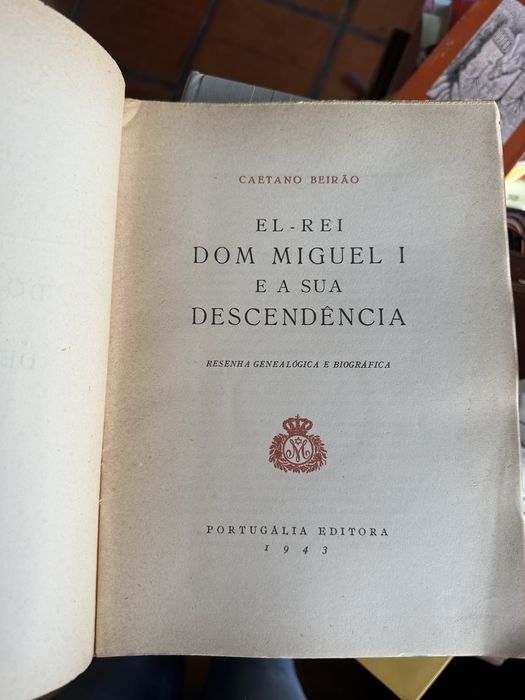 CAETANO BEIRÃO
EL-REI
DOM MIGUEL I
E A SUA
DESCENDÊNCIA
RESENHA GENEALÓGICA E BIOGRÁFICA
PORTUGÁLIA EDITORA
1943